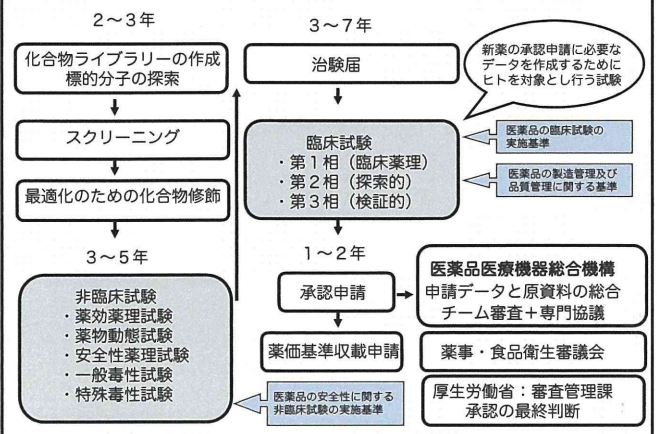 2～3年
化合物ライブラリーの作成
標的分子の探索
スクリーニング
最適化のための化合物修飾
3～5年
非臨床試験
・薬効薬理試験
・薬物動態試験
・安全性薬理試験
・一般毒性試験
・特殊毒性試験
医薬品の安全性に関する
非臨床試験の実施基準
3～7年
治験届
新薬の承認申請に必要な
データを作成するために
ヒトを対象とし行う試験
臨床試験
・第1相（臨床薬理）
・第2相（探索的）
・第3相（検証的）
医薬品の臨床試験の
実施基準
医薬品の製造管理及び
品質管理に関する基準
1～2年
承認申請
薬価基準収載申請
医薬品医療機器総合機構
申請データと原資料の総合
チーム審査＋専門協議
薬事・食品衛生審議会
厚生労働省：審査管理課
承認の最終判断